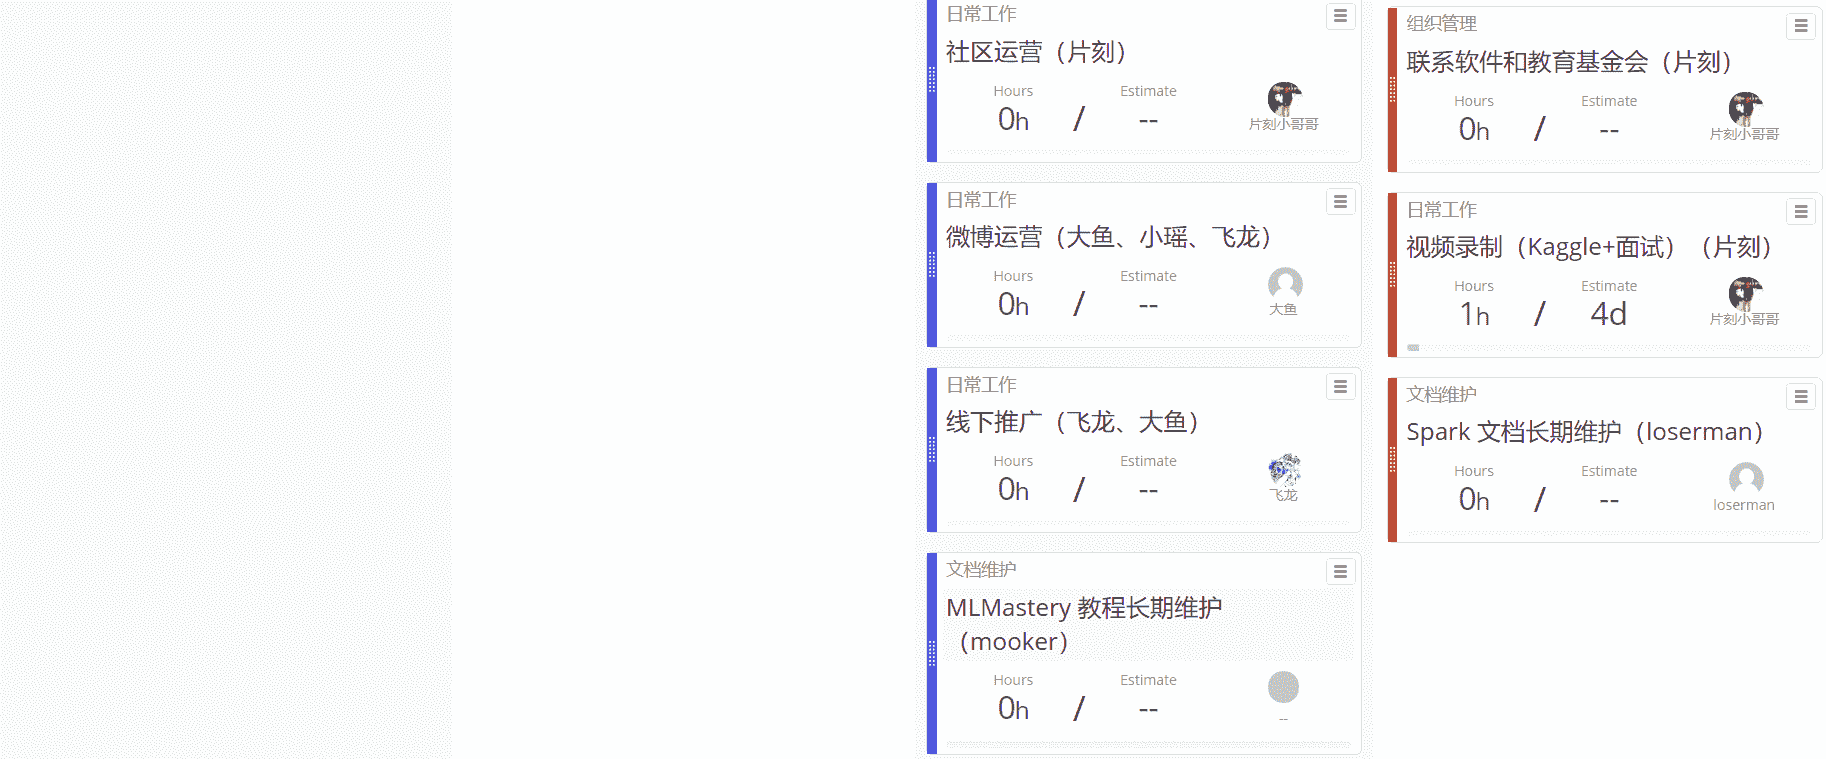 日常工作
社区运营（片刻）
Hours Estimate
0h / --
片刻小哥哥
日常工作
微博运营（大鱼、小瑶、飞龙）
Hours Estimate
0h / --
大鱼
日常工作
线下推广（飞龙、大鱼）
Hours Estimate
0h / --
飞龙
文档维护
MLMastery 教程长期维护
（mooker）
Hours Estimate
0h / --
--
组织管理
联系软件和教育基金会（片刻）
Hours Estimate
0h / --
片刻小哥哥
日常工作
视频录制（Kaggle+面试）（片刻）
Hours Estimate
1h / 4d
片刻小哥哥
文档维护
Spark 文档长期维护（loserman）
Hours Estimate
0h / --
loserman